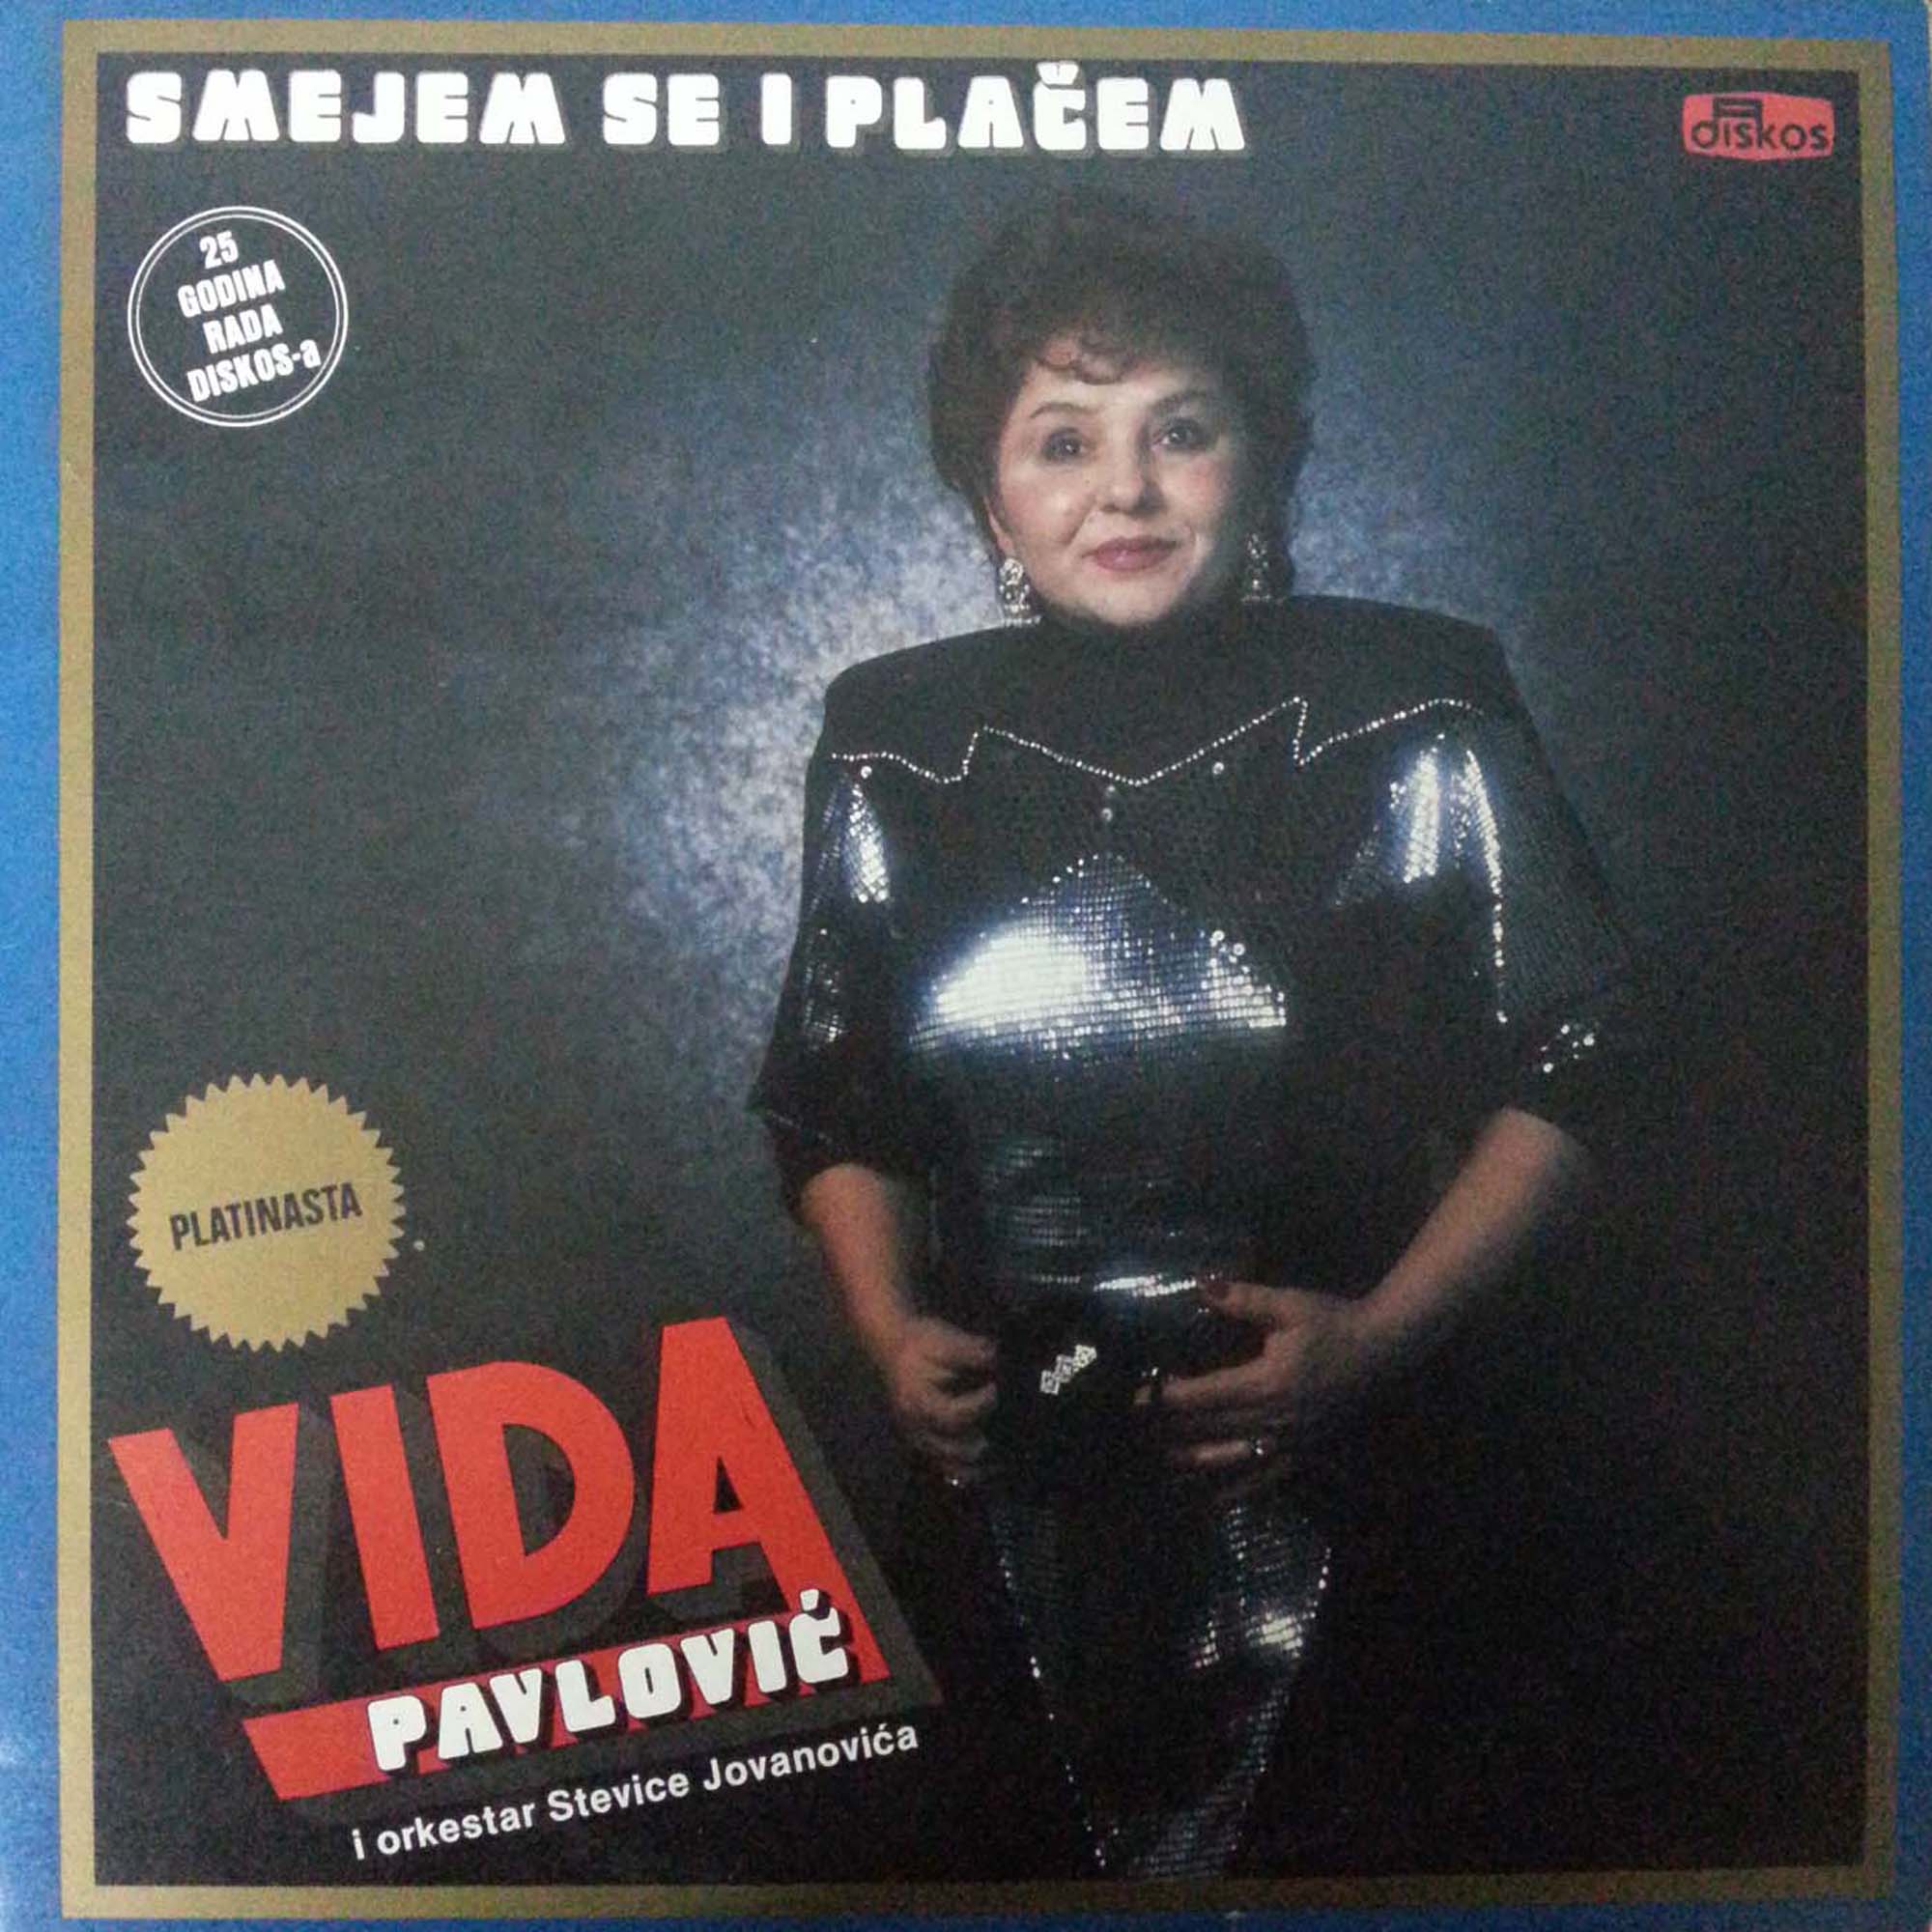 SMEJEM SE I PLAČEM
diskos
25
GODINA
RADA
DISKOS-a
PLATINASTA
VIDA
PAVLOVIĆ
i orkestar Stevice Jovanovića